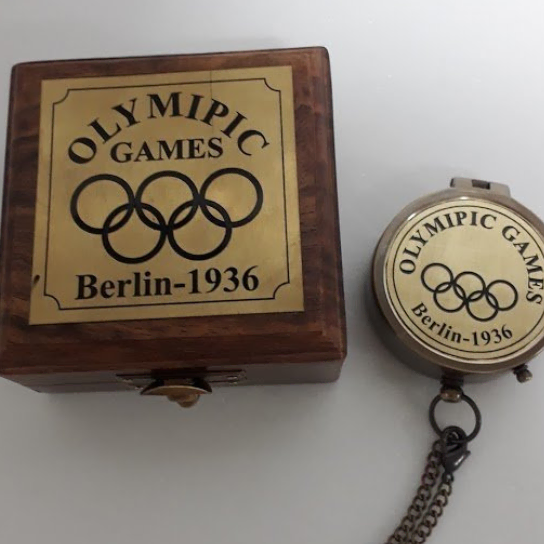 OLYMIPIC
GAMES
Berlin-1936
OLYMIPIC GAMES
Berlin-1936